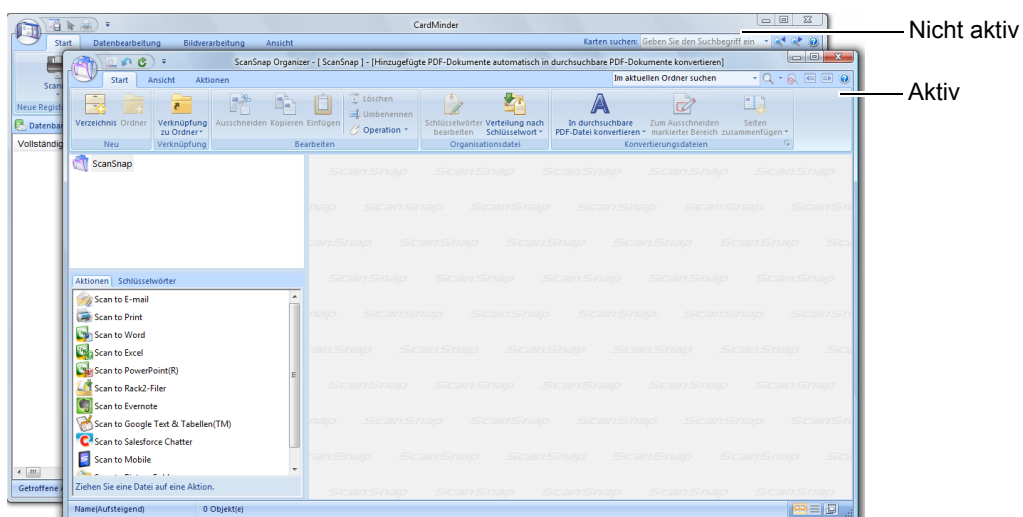 CardMinder
Nicht aktiv
Start Datenbearbeitung Bildverarbeitung Ansicht Karten suchen: Geben Sie den Suchbegriff ein
Scan
Neue Regist
Datenba
Vollständig
Getroffene
ScanSnap Organizer - [ ScanSnap ] - [Hinzugefügte PDF-Dokumente automatisch in durchsuchbare PDF-Dokumente konvertieren]
Start Ansicht Aktionen Im aktuellen Ordner suchen
Aktiv
Verzeichnis Ordner
Neu
Verknüpfung zu Ordner
Verknüpfung
Ausschneiden Kopieren Einfügen
Löschen
Umbenennen
Operation
Bearbeiten
Schlüsselwörter bearbeiten
Verteilung nach Schlüsselwort
Organisationsdatei
In durchsuchbare PDF-Datei konvertieren
Zum Ausschneiden markierter Bereich
Seiten zusammenfügen
Konvertierungsdateien
ScanSnap
Aktionen Schlüsselwörter
Scan to E-mail
Scan to Print
Scan to Word
Scan to Excel
Scan to PowerPoint(R)
Scan to Rack2-Filer
Scan to Evernote
Scan to Google Text & Tabellen(TM)
Scan to Salesforce Chatter
Scan to Mobile
Ziehen Sie eine Datei auf eine Aktion.
Name(Aufsteigend) 0 Objekt(e)
ScanSnap ScanSnap ScanSnap ScanSnap ScanSnap